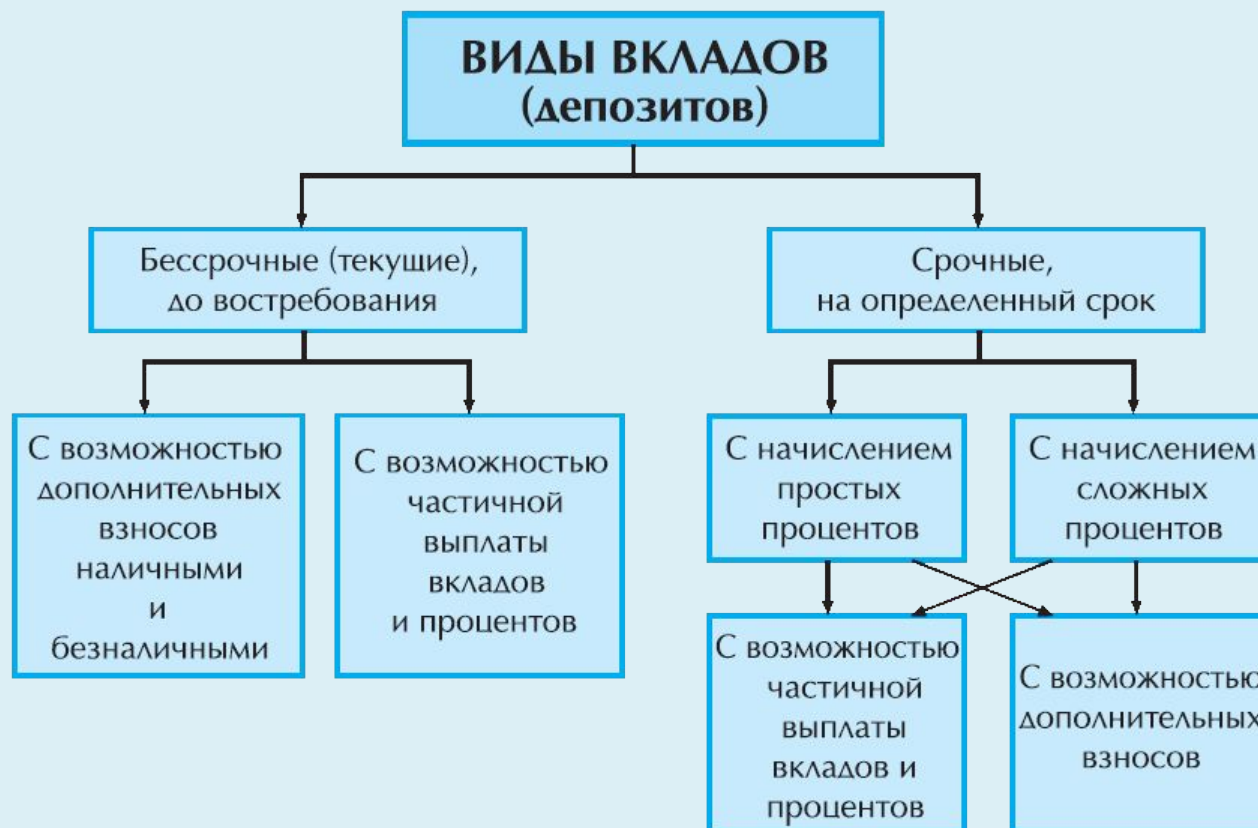 ВИДЫ ВКЛАДОВ
(депозитов)
Бессрочные (текущие),
до востребования
Срочные,
на определенный срок
С возможностью
дополнительных
взносов
наличными
и
безналичными
С возможностью
частичной
выплаты
вкладов
и процентов
С начислением
простых
процентов
С начислением
сложных
процентов
С возможностью
частичной
выплаты
вкладов и
процентов
С возможностью
дополнительных
взносов